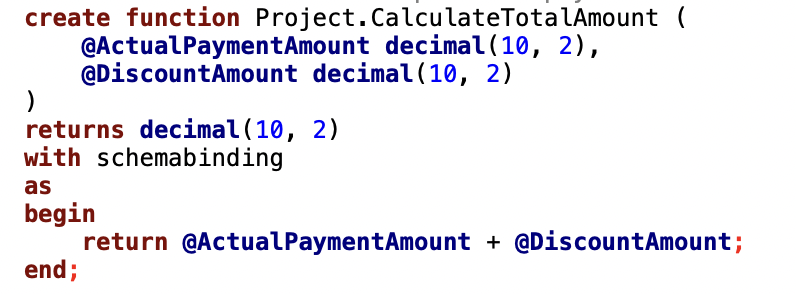 create function Project.CalculateTotalAmount (
    @ActualPaymentAmount decimal(10, 2),
    @DiscountAmount decimal(10, 2)
)
returns decimal(10, 2)
with schemabinding
as
begin
    return @ActualPaymentAmount + @DiscountAmount;
end;